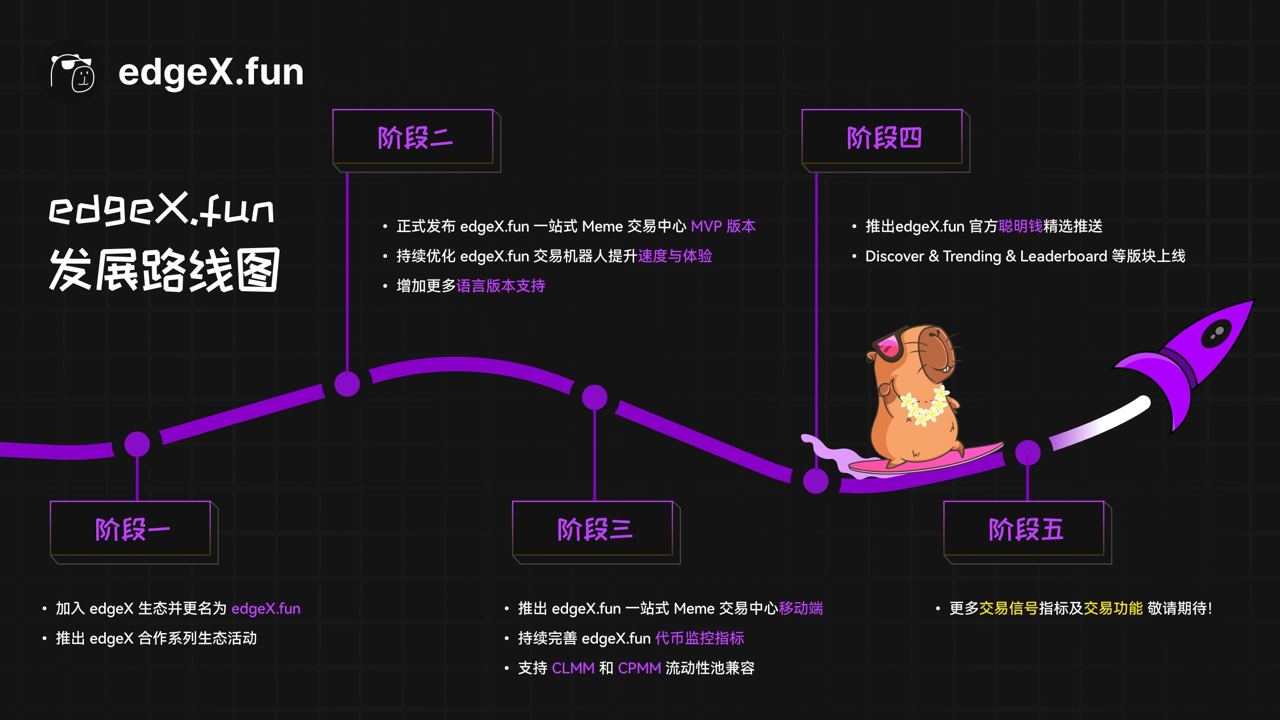 edgeX.fun
edgeX.fun
发展路线图
阶段一
• 加入 edgeX 生态并更名为 edgeX.fun
• 推出 edgeX 合作系列生态活动
阶段二
• 正式发布 edgeX.fun 一站式 Meme 交易中心 MVP 版本
• 持续优化 edgeX.fun 交易机器人提升速度与体验
• 增加更多语言版本支持
阶段三
• 推出 edgeX.fun 一站式 Meme 交易中心移动端
• 持续完善 edgeX.fun 代币监控指标
• 支持 CLMM 和 CPMM 流动性池兼容
阶段四
• 推出edgeX.fun 官方聪明钱精选推送
• Discover & Trending & Leaderboard 等版块上线
阶段五
• 更多交易信号指标及交易功能 敬请期待!